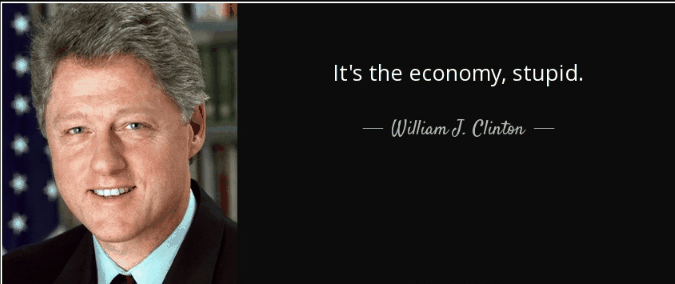 It's the economy, stupid.
William J. Clinton